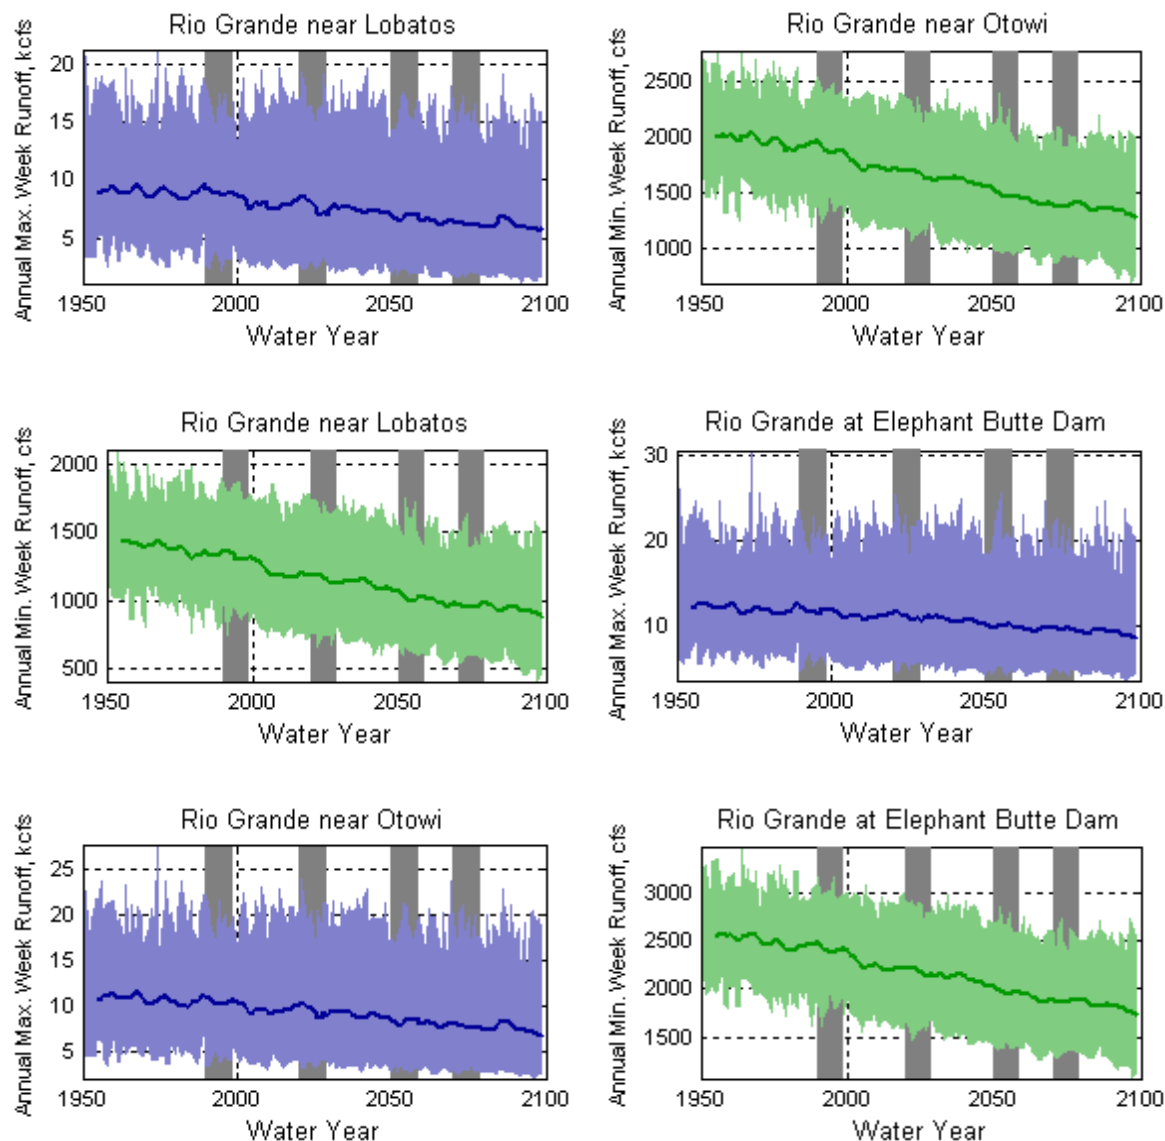 Rio Grande near Lobatos
Annual Max. Week Runoff, kcfs
20
15
10
5
1950 2000 2050 2100
Water Year
Rio Grande near Otowi
Annual Min. Week Runoff, cfs
2500
2000
1500
1000
1950 2000 2050 2100
Water Year
Rio Grande near Lobatos
Annual Min. Week Runoff, cfs
2000
1500
1000
500
1950 2000 2050 2100
Water Year
Rio Grande at Elephant Butte Dam
Annual Max. Week Runoff, kcfs
30
20
10
1950 2000 2050 2100
Water Year
Rio Grande near Otowi
Annual Max. Week Runoff, kcfs
25
20
15
10
5
1950 2000 2050 2100
Water Year
Rio Grande at Elephant Butte Dam
Annual Min. Week Runoff, cfs
3000
2500
2000
1500
1950 2000 2050 2100
Water Year